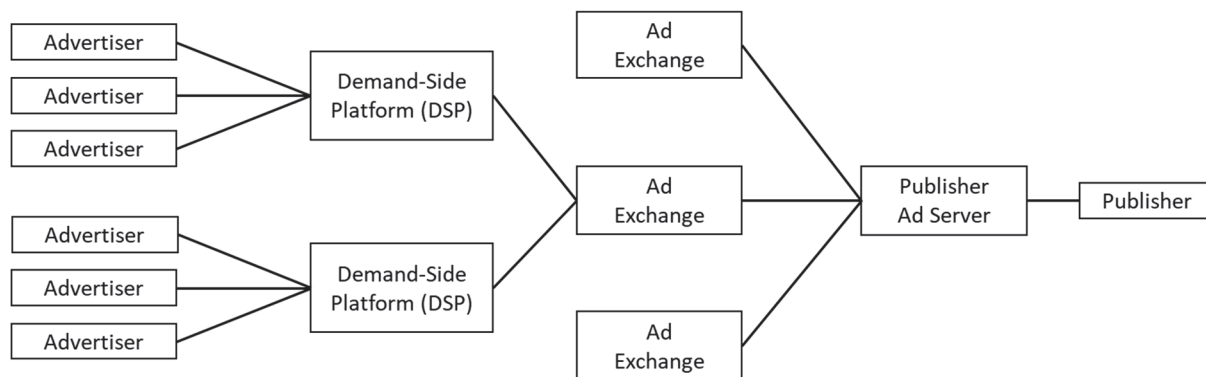 Advertiser
Advertiser
Advertiser
Demand-Side
Platform (DSP)
Advertiser
Advertiser
Advertiser
Demand-Side
Platform (DSP)
Ad
Exchange
Ad
Exchange
Ad
Exchange
Publisher
Ad Server
Publisher